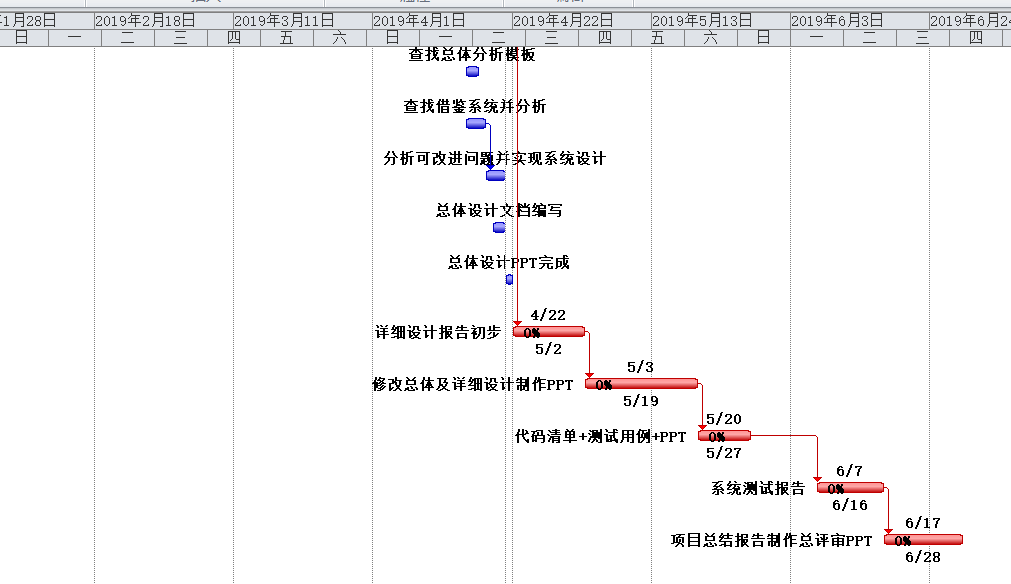 年1月28日 2019年2月18日 2019年3月11日 2019年4月1日 2019年4月22日 2019年5月13日 2019年6月3日 2019年6月24
日 一 二 三 四 五 六 日 一 二 三 四 五 六 日 一 二 三 四
查找总体分析模板
查找借鉴系统并分析
分析可改进问题并实现系统设计
总体设计文档编写
总体设计PPT完成
4/22
详细设计报告初步 0%
5/2
5/3
修改总体及详细设计制作PPT 0%
5/19
5/20
代码清单+测试用例+PPT 0%
5/27
6/7
系统测试报告 0%
6/16
6/17
项目总结报告制作总评审PPT 0%
6/28